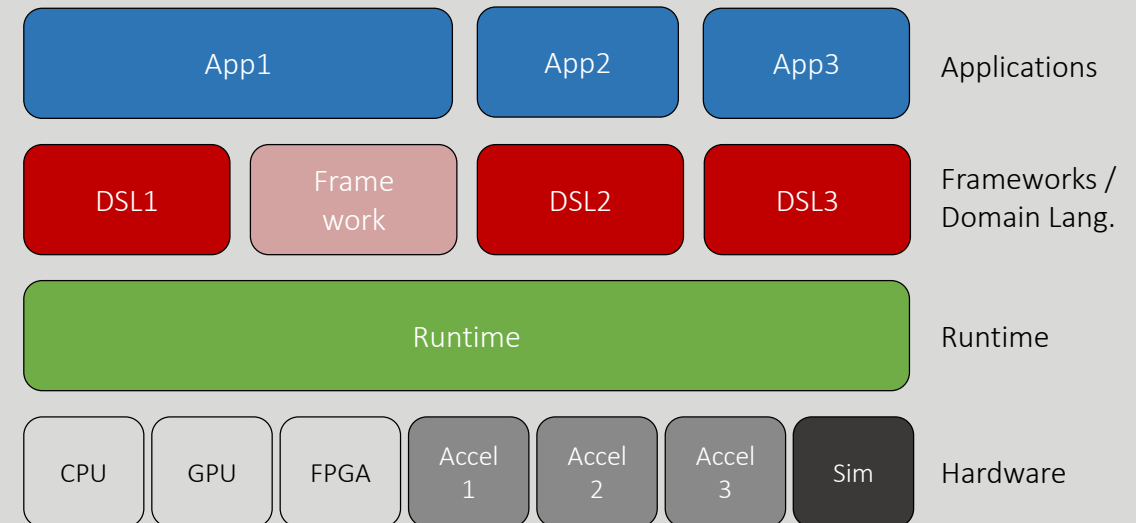 App1
App2
App3
Applications
DSL1
Frame
work
DSL2
DSL3
Frameworks /
Domain Lang.
Runtime
Runtime
CPU
GPU
FPGA
Accel
1
Accel
2
Accel
3
Sim
Hardware